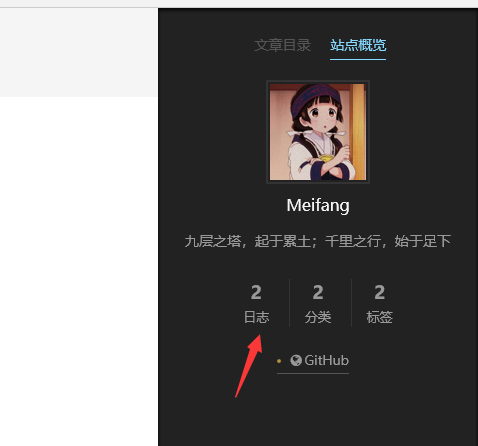 文章目录 站点概览
Meifang
九层之塔，起于累土；千里之行，始于足下
2 2 2
日志 分类 标签
GitHub